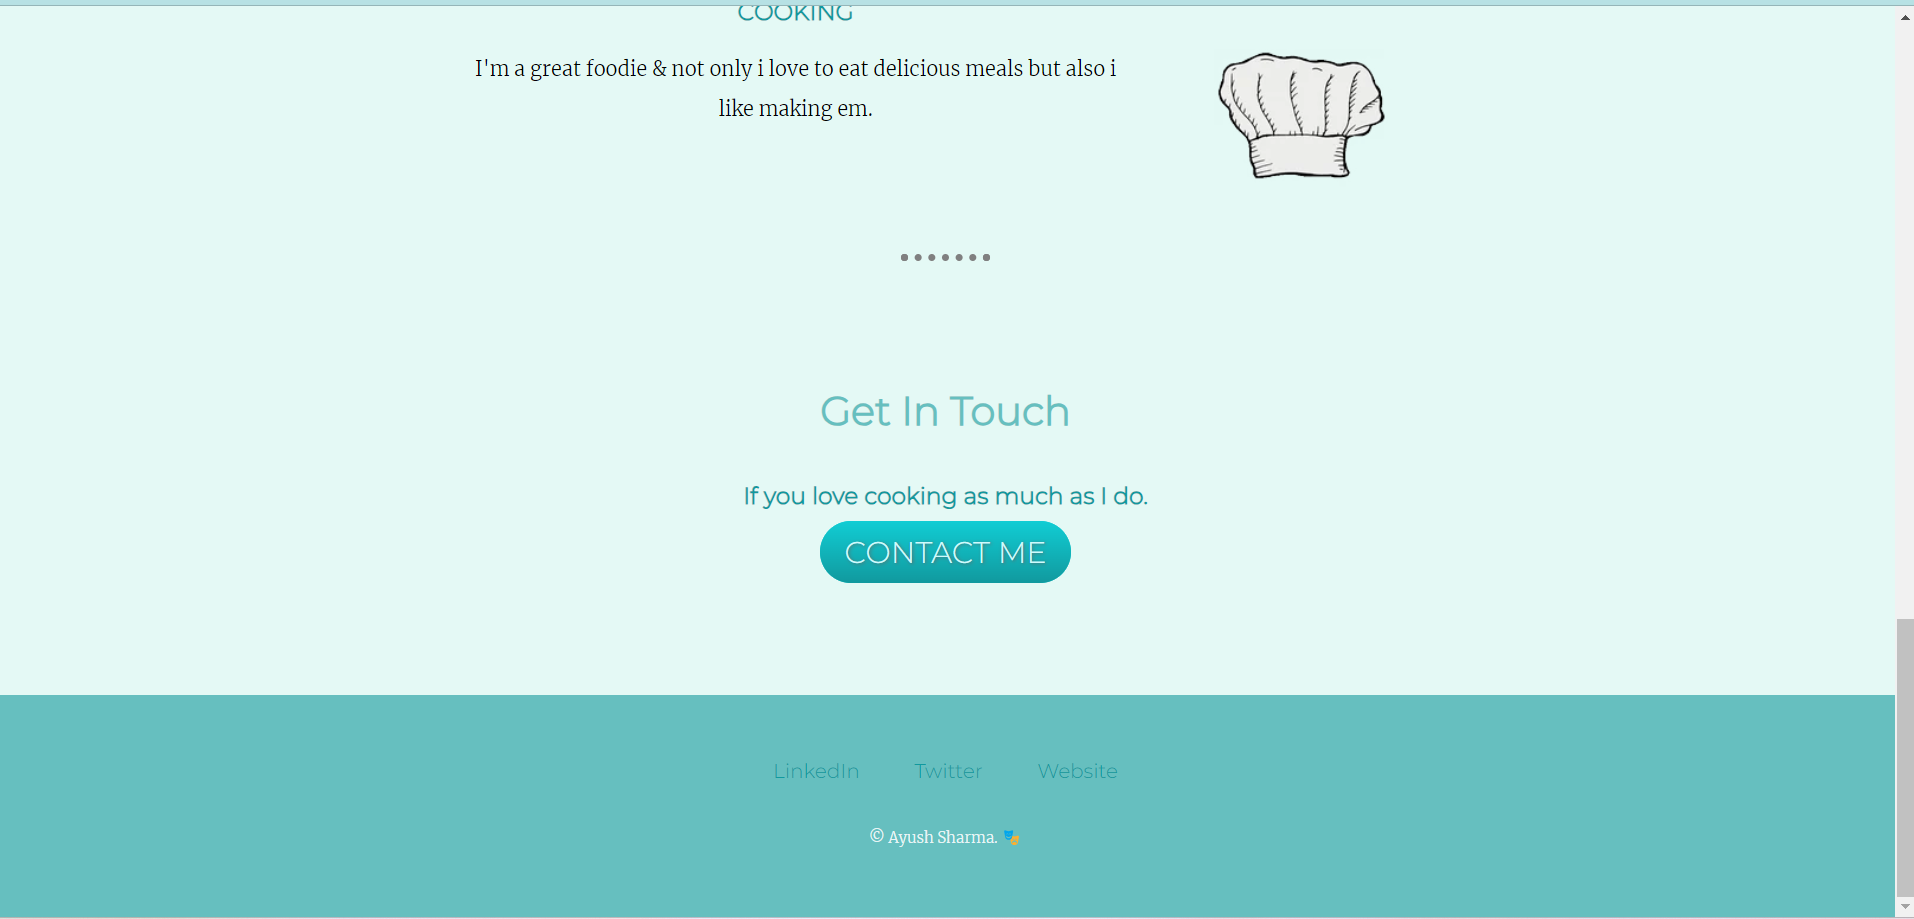 COOKING
I'm a great foodie & not only i love to eat delicious meals but also i
like making em.
Get In Touch
If you love cooking as much as I do.
CONTACT ME
LinkedIn Twitter Website
© Ayush Sharma. 🎭